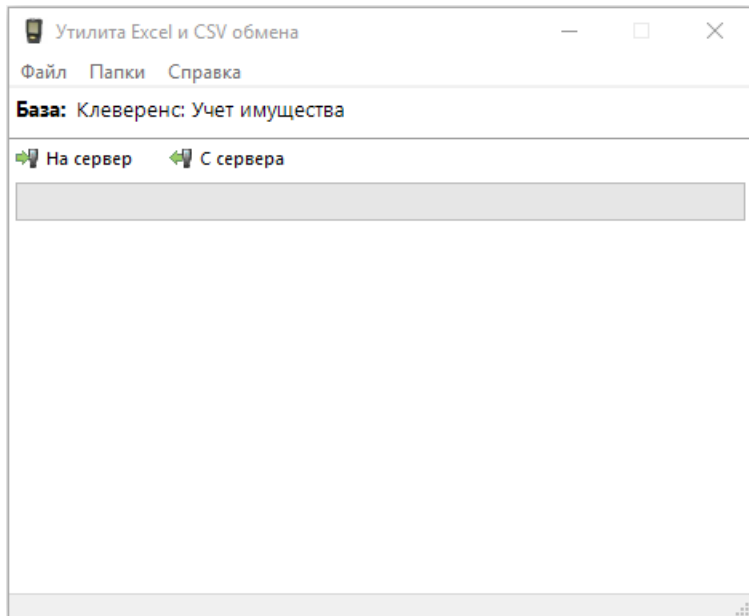 Утилита Excel и CSV обмена
Файл Папки Справка
База: Клеверенс: Учет имущества
На сервер С сервера